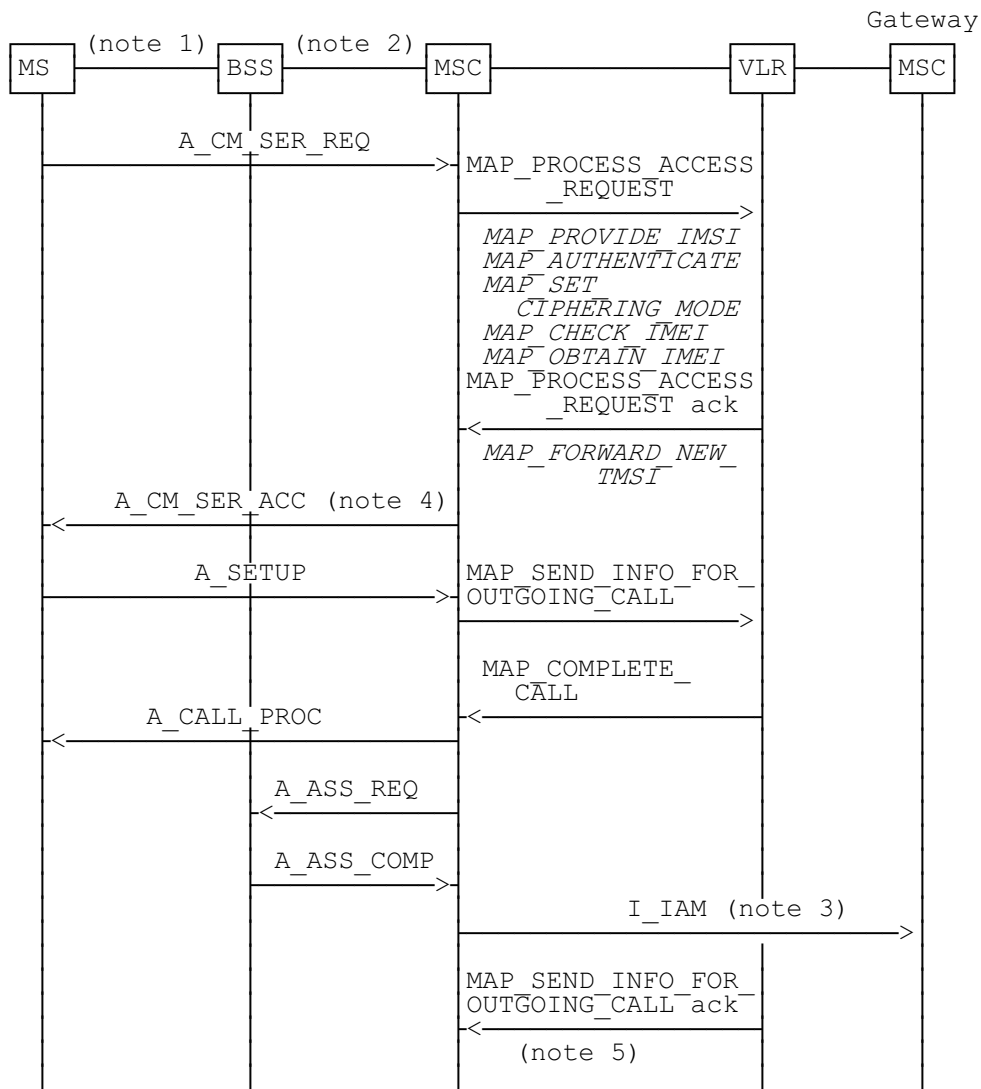 Gateway
(note 1) (note 2)
MS BSS MSC VLR MSC
A_CM_SER_REQ
MAP_PROCESS_ACCESS
_REQUEST
MAP_PROVIDE_IMSI
MAP_AUTHENTICATE
MAP_SET_
CIPHERING_MODE
MAP_CHECK_IMEI
MAP_OBTAIN_IMEI
MAP_PROCESS_ACCESS
_REQUEST ack
MAP_FORWARD_NEW_
TMSI
A_CM_SER_ACC (note 4)
A_SETUP
MAP_SEND_INFO_FOR_
OUTGOING_CALL
MAP_COMPLETE_
CALL
A_CALL_PROC
A_ASS_REQ
A_ASS_COMP
I_IAM (note 3)
MAP_SEND_INFO_FOR_
OUTGOING_CALL ack
(note 5)